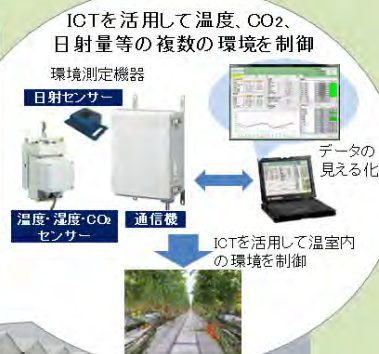 ICTを活用して温度、CO₂、
日射量等の複数の環境を制御
環境測定機器
日射センサー
データの
見える化
温度・湿度・CO₂
センサー
通信機
ICTを活用して温室内
の環境を制御